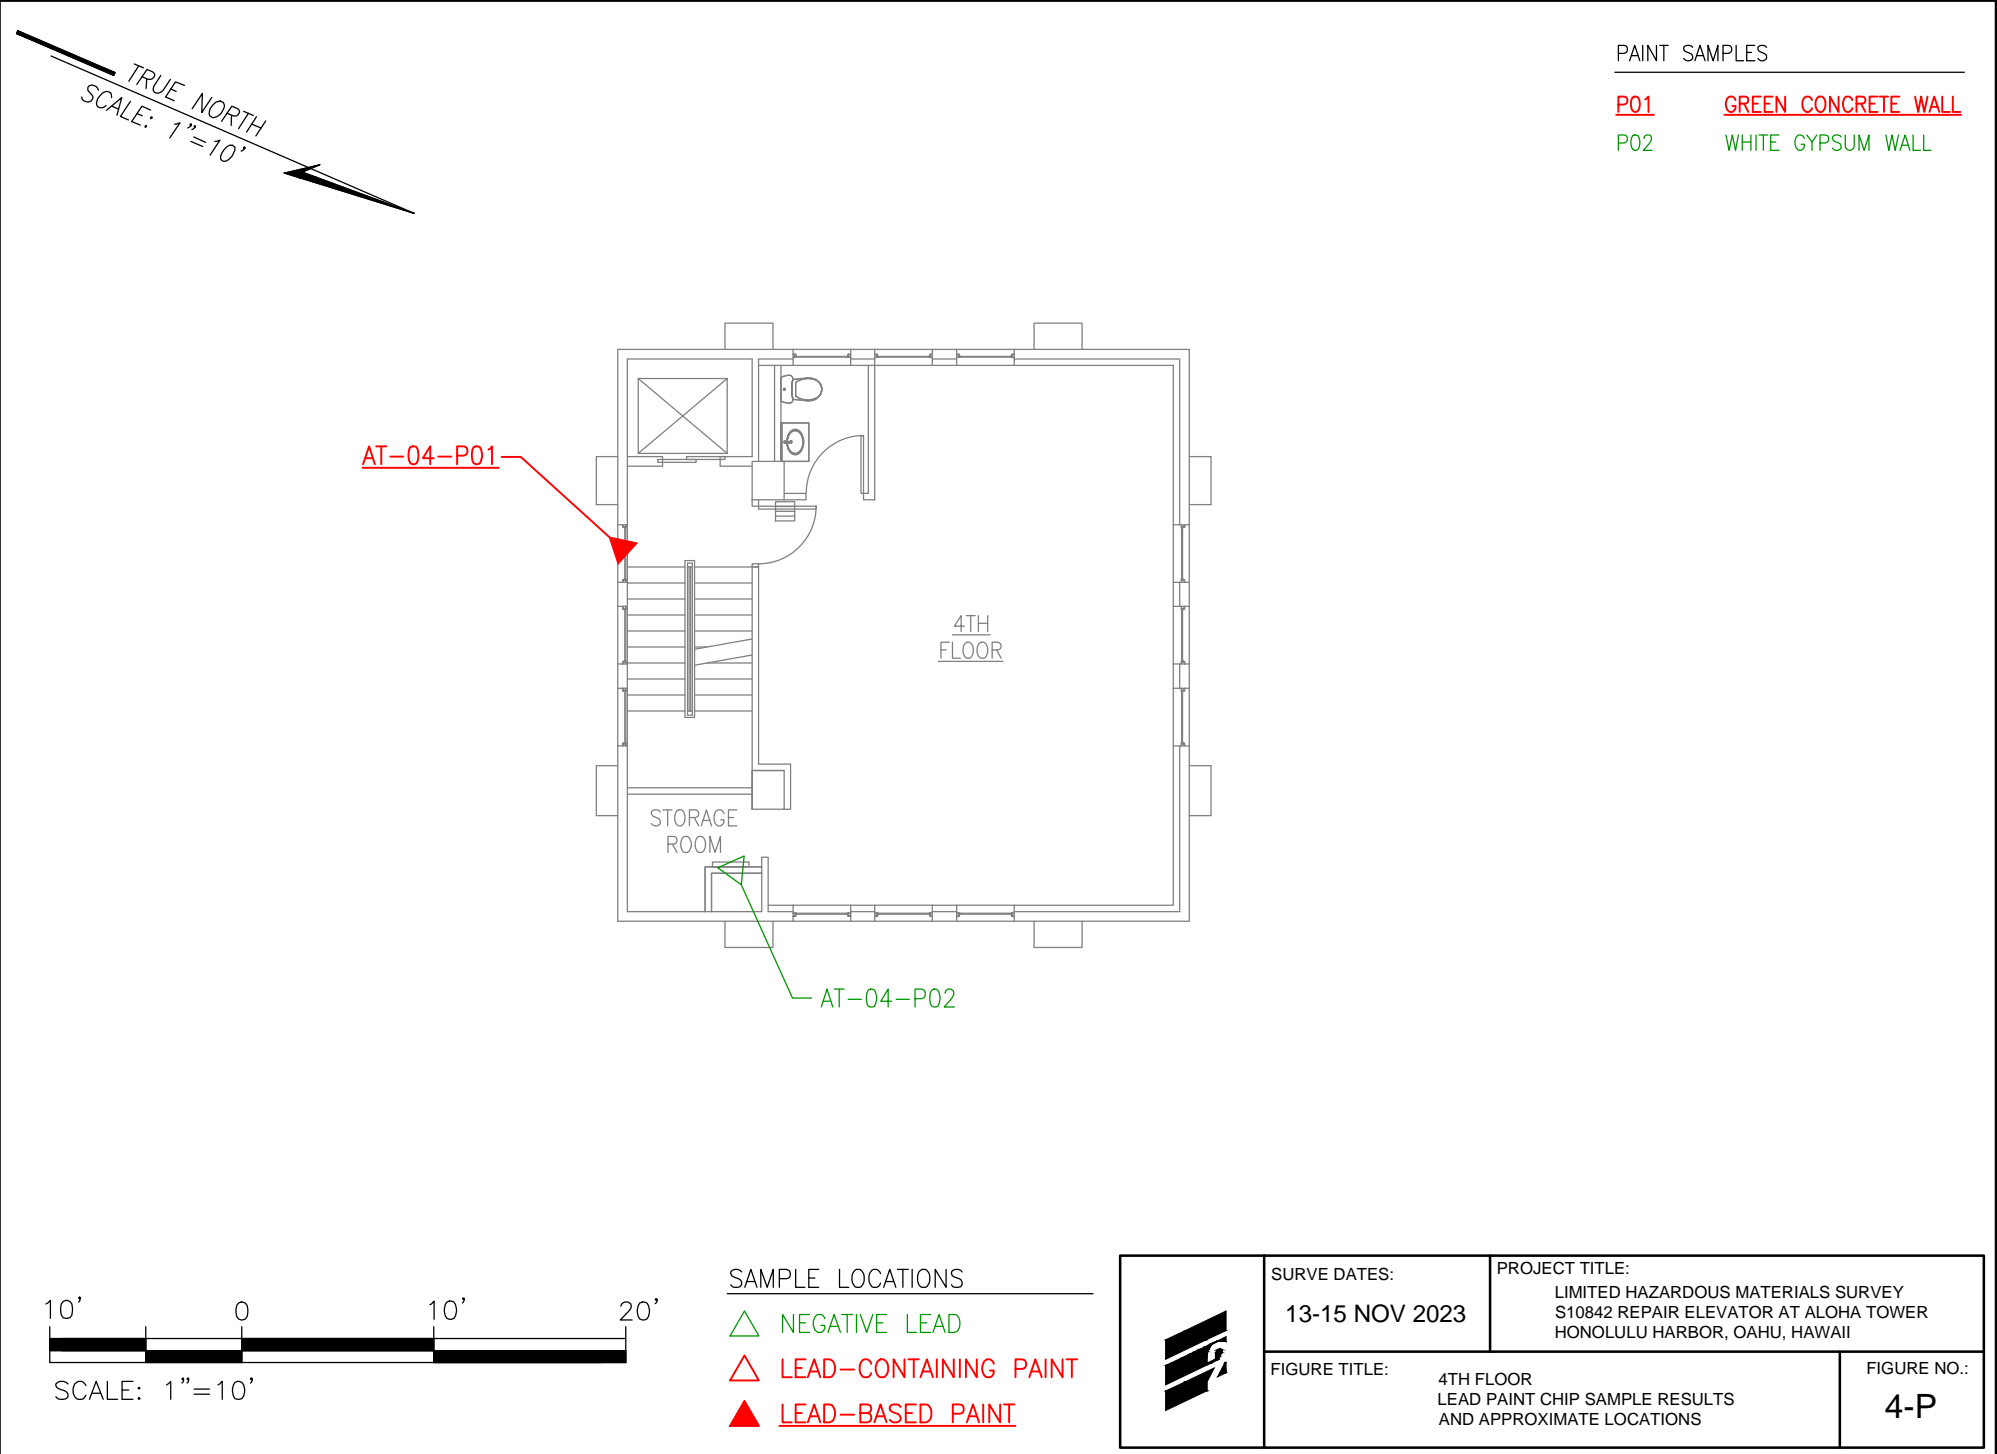 TRUE NORTH
SCALE: 1"=10'
PAINT SAMPLES
P01 GREEN CONCRETE WALL
P02 WHITE GYPSUM WALL
AT-04-P01
4TH
FLOOR
STORAGE
ROOM
AT-04-P02
10' 0 10' 20'
SCALE: 1"=10'
SAMPLE LOCATIONS
NEGATIVE LEAD
LEAD-CONTAINING PAINT
LEAD-BASED PAINT
SURVE DATES:
13-15 NOV 2023
PROJECT TITLE:
LIMITED HAZARDOUS MATERIALS SURVEY
S10842 REPAIR ELEVATOR AT ALOHA TOWER
HONOLULU HARBOR, OAHU, HAWAII
FIGURE TITLE:
4TH FLOOR
LEAD PAINT CHIP SAMPLE RESULTS
AND APPROXIMATE LOCATIONS
FIGURE NO.:
4-P